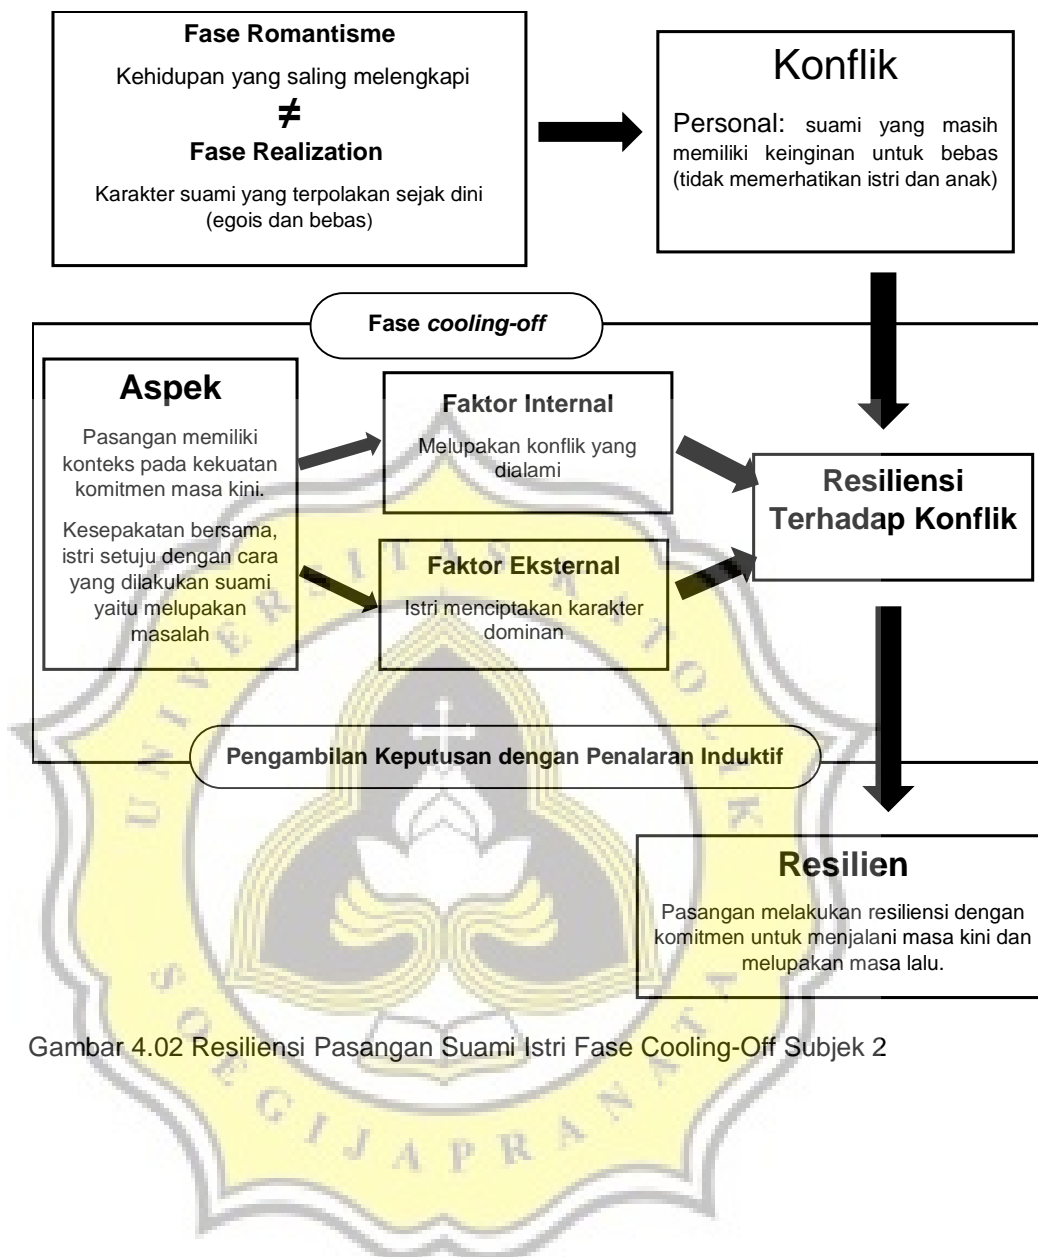 Fase Romantisme
Kehidupan yang saling melengkapi
≠
Fase Realization
Karakter suami yang terpolakan sejak dini
(egois dan bebas)
Konflik
Personal: suami yang masih
memiliki keinginan untuk bebas
(tidak memerhatikan istri dan anak)
Fase cooling-off
Aspek
Pasangan memiliki
konteks pada kekuatan
komitmen masa kini.
Kesepakatan bersama,
istri setuju dengan cara
yang dilakukan suami
yaitu melupakan
masalah
Faktor Internal
Melupakan konflik yang
dialami
Faktor Eksternal
Istri menciptakan karakter
dominan
Resiliensi
Terhadap Konflik
Pengambilan Keputusan dengan Penalaran Induktif
Resilien
Pasangan melakukan resiliensi dengan
komitmen untuk menjalani masa kini dan
melupakan masa lalu.
Gambar 4.02 Resiliensi Pasangan Suami Istri Fase Cooling-Off Subjek 2
UNIVERSITAS KATOLIK
SOEGIJAPRANATA